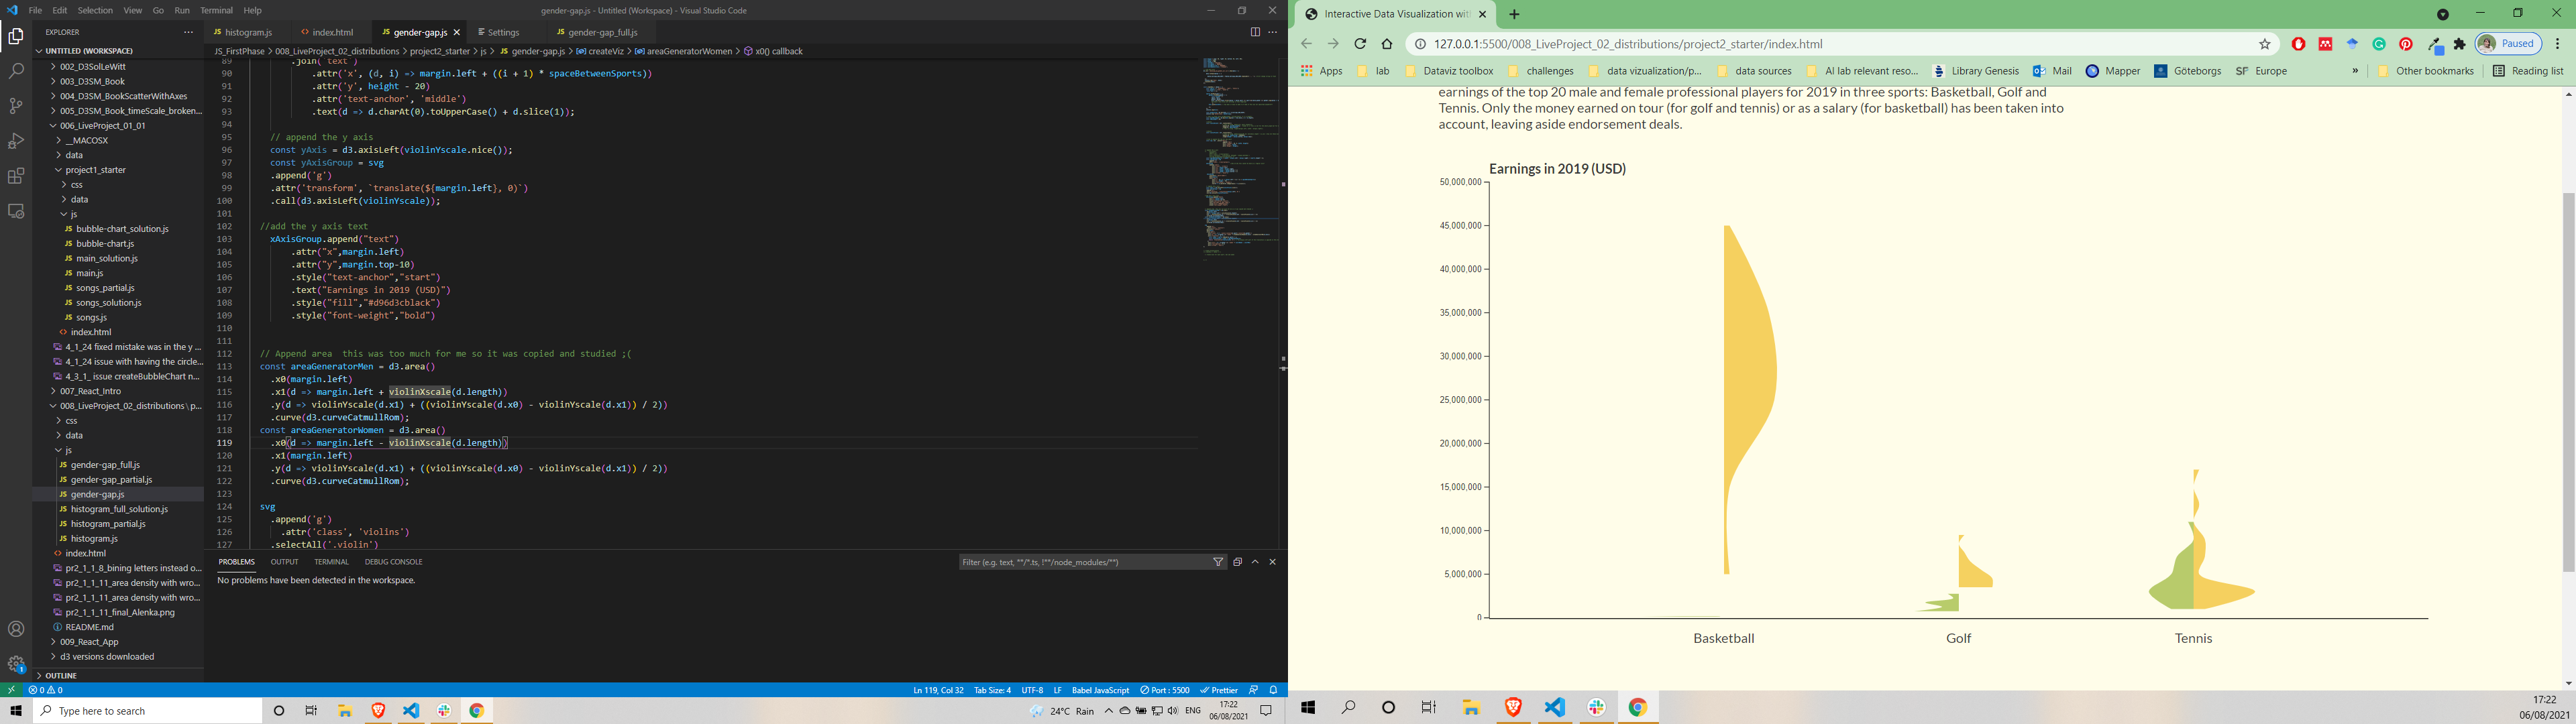 File Edit Selection View Go Run Terminal Help
gender-gap.js - Untitled (Workspace) - Visual Studio Code
EXPLORER
UNTITLED (WORKSPACE)
002_D3SolLeWitt
003_D3SM_Book
004_D3SM_BookScatterWithAxes
005_D3SM_Book_timeScale_broken...
006_LiveProject_01_01
__MACOSX
data
project1_starter
css
data
js
JS bubble-chart_solution.js
JS bubble-chart.js
JS main_solution.js
JS main.js
JS songs_partial.js
JS songs_solution.js
JS songs.js
index.html
4_1_24 fixed mistake was in the y ...
4_1_24 issue with having the circle...
4_3_1_ issue createBubbleChart n...
007_React_Intro
008_LiveProject_02_distributions \ p...
css
data
js
JS gender-gap_full.js
JS gender-gap_partial.js
JS gender-gap.js
JS histogram_full_solution.js
JS histogram_partial.js
JS histogram.js
index.html
pr2_1_1_8_bining letters instead o...
pr2_1_1_11_area density with wro...
pr2_1_1_11_area density with wro...
pr2_1_1_11_final_Alenka.png
README.md
009_React_App
d3 versions downloaded
OUTLINE
JS histogram.js <> index.html JS gender-gap.js Settings JS gender-gap_full.js
JS_FirstPhase > 008_LiveProject_02_distributions > project2_starter > js > JS gender-gap.js > createViz > areaGeneratorWomen > x0() callback
89 .join('text')
90 .attr('x', (d, i) => margin.left + ((i + 1) * spaceBetweenSports))
91 .attr('y', height - 20)
92 .attr('text-anchor', 'middle')
93 .text(d => d.charAt(0).toUpperCase() + d.slice(1));
94
95 // append the y axis
96 const yAxis = d3.axisLeft(violinYscale.nice());
97 const yAxisGroup = svg
98 .append('g')
99 .attr('transform', `translate(${margin.left}, 0)`)
100 .call(d3.axisLeft(violinYscale));
101
102 //add the y axis text
103 xAxisGroup.append("text")
104 .attr("x",margin.left)
105 .attr("y",margin.top-10)
106 .style("text-anchor","start")
107 .text("Earnings in 2019 (USD)")
108 .style("fill","#d96d3cblack")
109 .style("font-weight","bold")
110
111
112 // Append area  this was too much for me so it was copied and studied ;(
113 const areaGeneratorMen = d3.area()
114 .x0(margin.left)
115 .x1(d => margin.left + violinXscale(d.length))
116 .y(d => violinYscale(d.x1) + ((violinYscale(d.x0) - violinYscale(d.x1)) / 2))
117 .curve(d3.curveCatmullRom);
118 const areaGeneratorWomen = d3.area()
119 .x0(d => margin.left - violinXscale(d.length))
120 .x1(margin.left)
121 .y(d => violinYscale(d.x1) + ((violinYscale(d.x0) - violinYscale(d.x1)) / 2))
122 .curve(d3.curveCatmullRom);
123
124 svg
125 .append('g')
126 .attr('class', 'violins')
127 .selectAll('.violin')
PROBLEMS OUTPUT TERMINAL DEBUG CONSOLE
Filter (e.g. text, **/*.ts, !**/node_modules/**)
No problems have been detected in the workspace.
0 0
Ln 119, Col 32 Tab Size: 4 UTF-8 LF Babel JavaScript Port : 5500 Prettier
Type here to search
24°C Rain ENG 17:22
06/08/2021
Interactive Data Visualization wit
127.0.0.1:5500/008_LiveProject_02_distributions/project2_starter/index.html
Paused
Apps lab Dataviz toolbox challenges data vizualization/p... data sources AI lab relevant reso... Library Genesis Mail Mapper Göteborgs SF Europe » Other bookmarks Reading list
earnings of the top 20 male and female professional players for 2019 in three sports: Basketball, Golf and
Tennis. Only the money earned on tour (for golf and tennis) or as a salary (for basketball) has been taken into
account, leaving aside endorsement deals.
Earnings in 2019 (USD)
50,000,000
45,000,000
40,000,000
35,000,000
30,000,000
25,000,000
20,000,000
15,000,000
10,000,000
5,000,000
0
Basketball Golf Tennis
17:22
06/08/2021